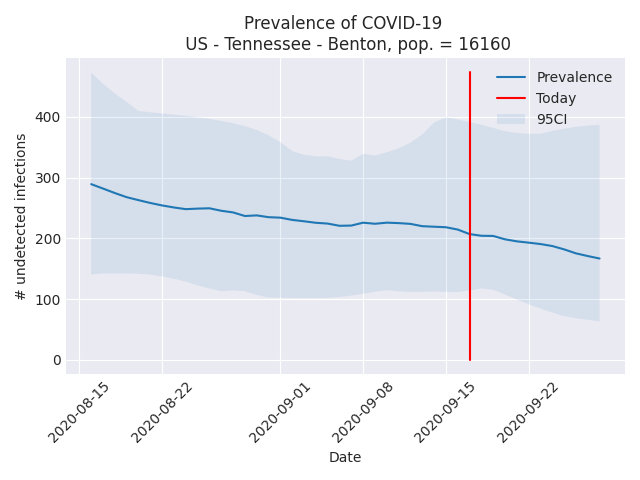 Prevalence of COVID-19
US - Tennessee - Benton, pop. = 16160
Prevalence
Today
95CI
# undetected infections
400
300
200
100
0
2020-08-15
2020-08-22
2020-09-01
2020-09-08
2020-09-15
2020-09-22
Date